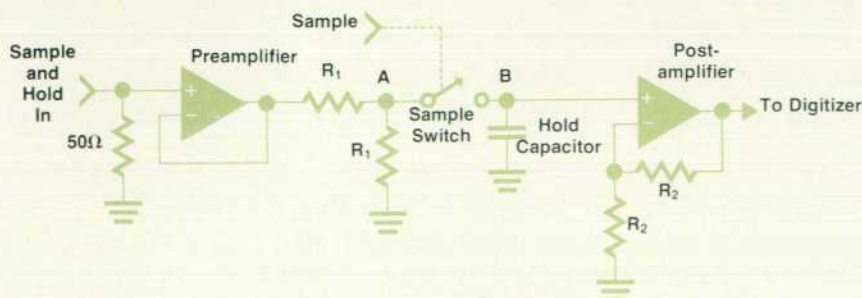 Sample
and
Hold
In
50Ω
Preamplifier
+
−
R₁
A
R₁
Sample
Sample
Switch
B
Hold
Capacitor
Post-
amplifier
+
−
R₂
R₂
To Digitizer